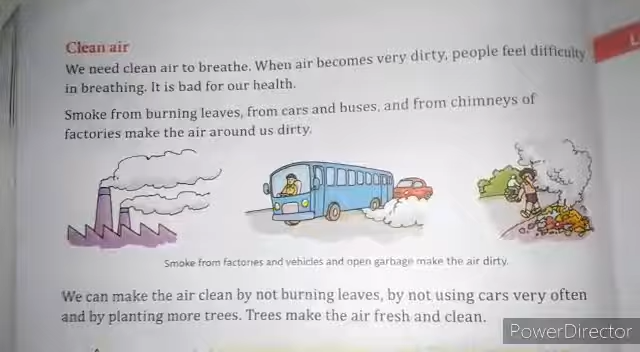 Clean air
We need clean air to breathe. When air becomes very dirty, people feel difficulty
in breathing. It is bad for our health.
Smoke from burning leaves, from cars and buses, and from chimneys of
factories make the air around us dirty.
Smoke from factories and vehicles and open garbage make the air dirty.
We can make the air clean by not burning leaves, by not using cars very often
and by planting more trees. Trees make the air fresh and clean.
PowerDirector